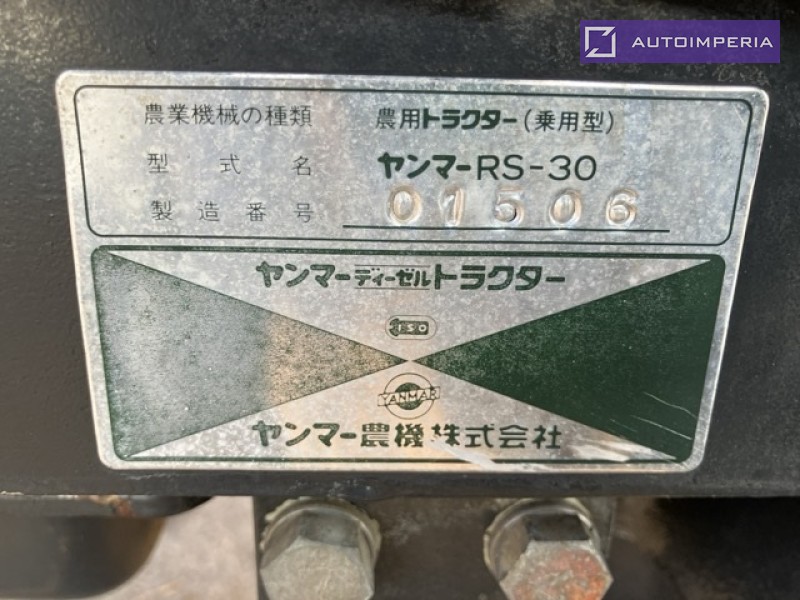 AUTOIMPERIA
農業機械の種類 農用トラクター(乗用型)
型式名 ヤンマーRS-30
製造番号 01506
ヤンマーディーゼルトラクター
ISO
YANMAR
ヤンマー農機株式会社